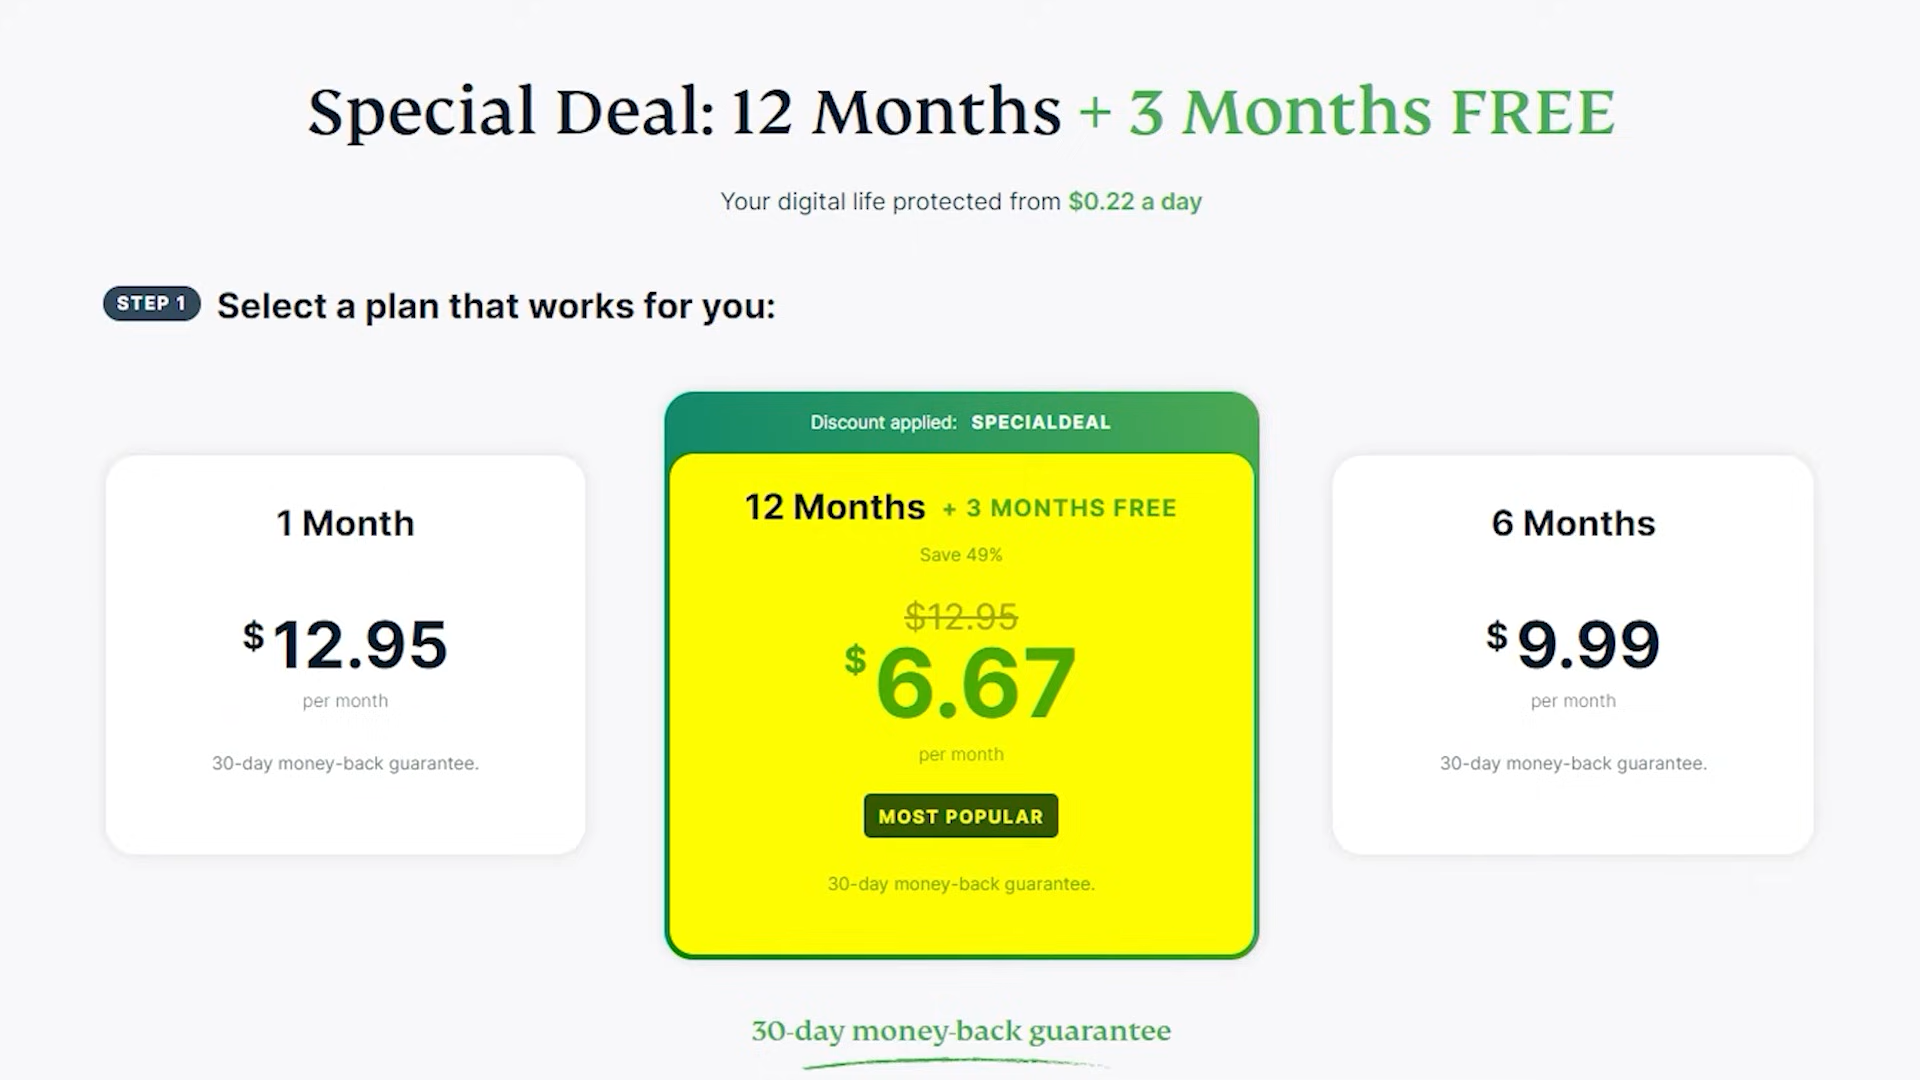 Special Deal: 12 Months + 3 Months FREE
Your digital life protected from $0.22 a day
STEP 1 Select a plan that works for you:
1 Month
$12.95
per month
30-day money-back guarantee.
Discount applied: SPECIALDEAL
12 Months + 3 MONTHS FREE
Save 49%
$12.95
$6.67
per month
MOST POPULAR
30-day money-back guarantee.
6 Months
$9.99
per month
30-day money-back guarantee.
30-day money-back guarantee